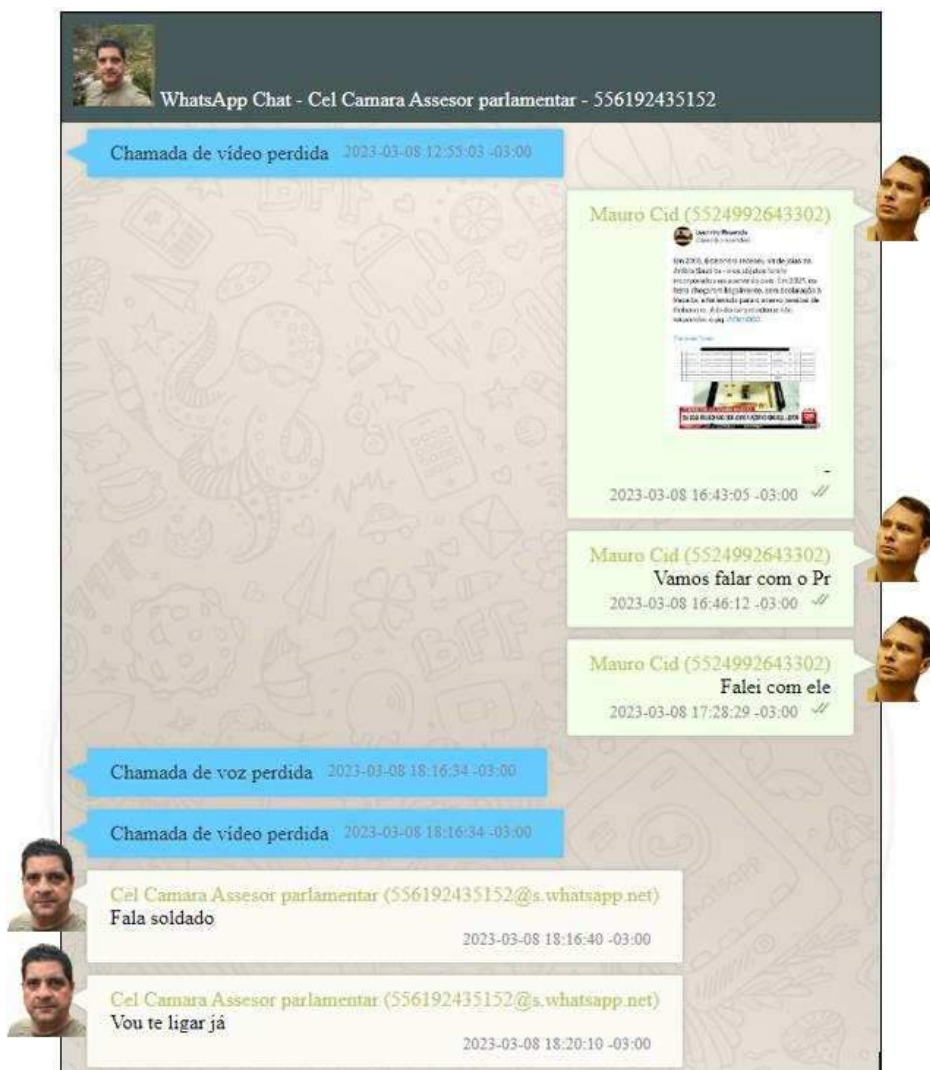 WhatsApp Chat - Cel Camara Assesor parlamentar - 556192435152
Chamada de vídeo perdida 2023-03-08 12:55:03 -03:00
Mauro Cid (5524992643302)
2023-03-08 16:43:05 -03:00
Mauro Cid (5524992643302)
Vamos falar com o Pr
2023-03-08 16:46:12 -03:00
Mauro Cid (5524992643302)
Falei com ele
2023-03-08 17:28:29 -03:00
Chamada de voz perdida 2023-03-08 18:16:34 -03:00
Chamada de vídeo perdida 2023-03-08 18:16:34 -03:00
Cel Camara Assesor parlamentar (556192435152@s.whatsapp.net)
Fala soldado
2023-03-08 18:16:40 -03:00
Cel Camara Assesor parlamentar (556192435152@s.whatsapp.net)
Vou te ligar já
2023-03-08 18:20:10 -03:00